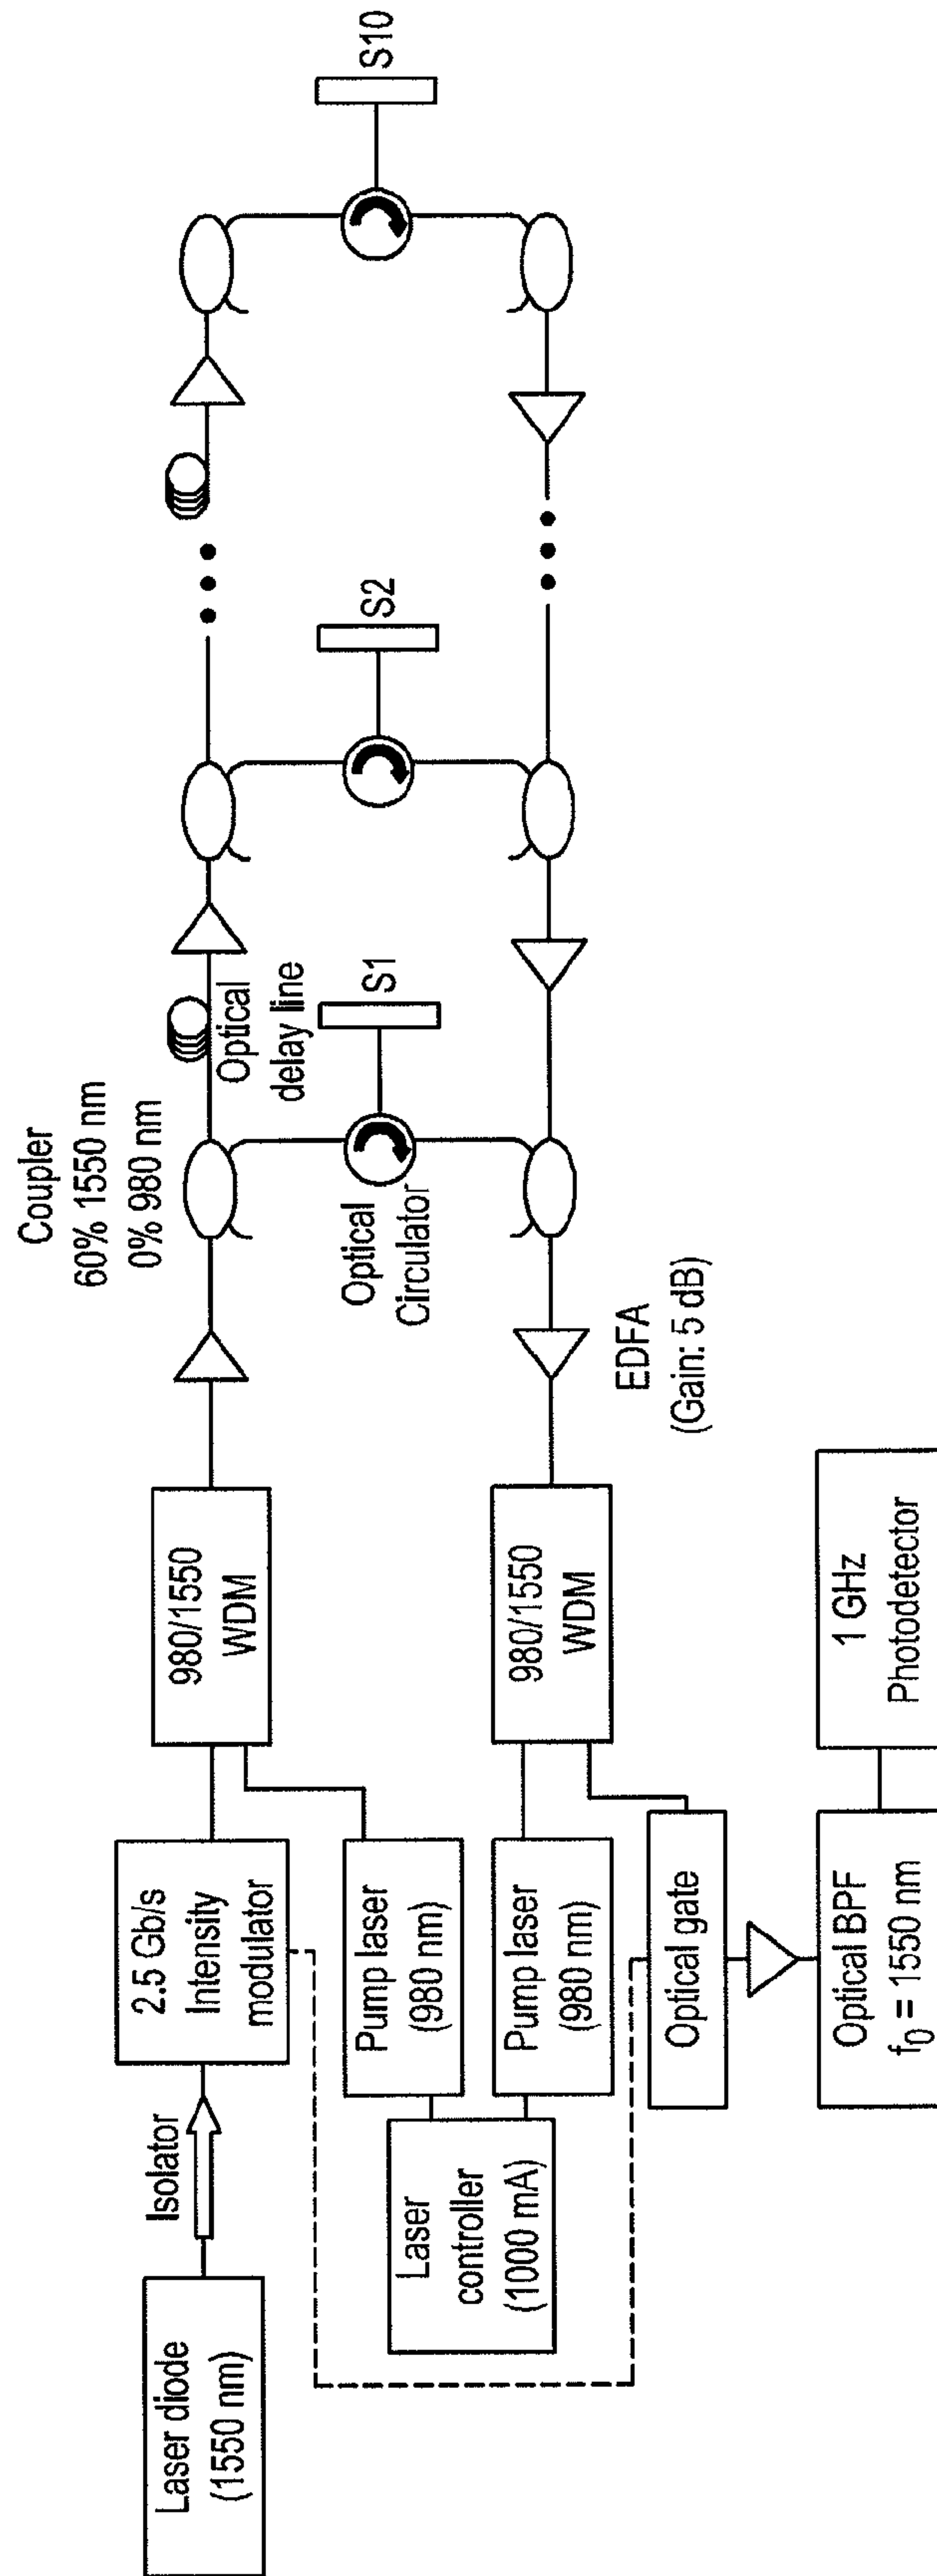 Laser diode
(1550 nm)
Isolator
2.5 Gb/s
Intensity
modulator
980/1550
WDM
Coupler
60% 1550 nm
0% 980 nm
Optical
delay line
Optical
Circulator
S1
S2
S10
Laser
controller
(1000 mA)
Pump laser
(980 nm)
Pump laser
(980 nm)
980/1550
WDM
EDFA
(Gain: 5 dB)
Optical gate
Optical BPF
f0 = 1550 nm
1 GHz
Photodetector